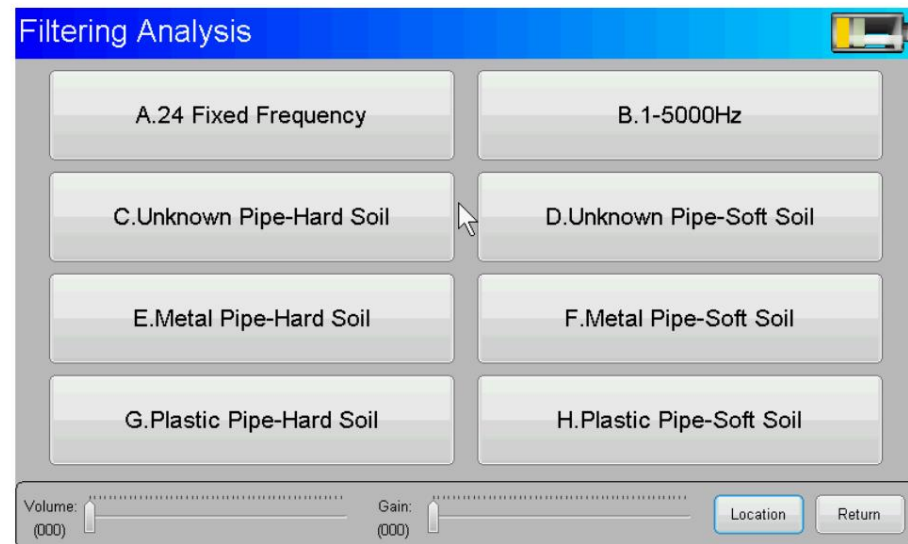 Filtering Analysis
A.24 Fixed Frequency
B.1-5000Hz
C.Unknown Pipe-Hard Soil
D.Unknown Pipe-Soft Soil
E.Metal Pipe-Hard Soil
F.Metal Pipe-Soft Soil
G.Plastic Pipe-Hard Soil
H.Plastic Pipe-Soft Soil
Volume:
(000)
Gain:
(000)
Location
Return